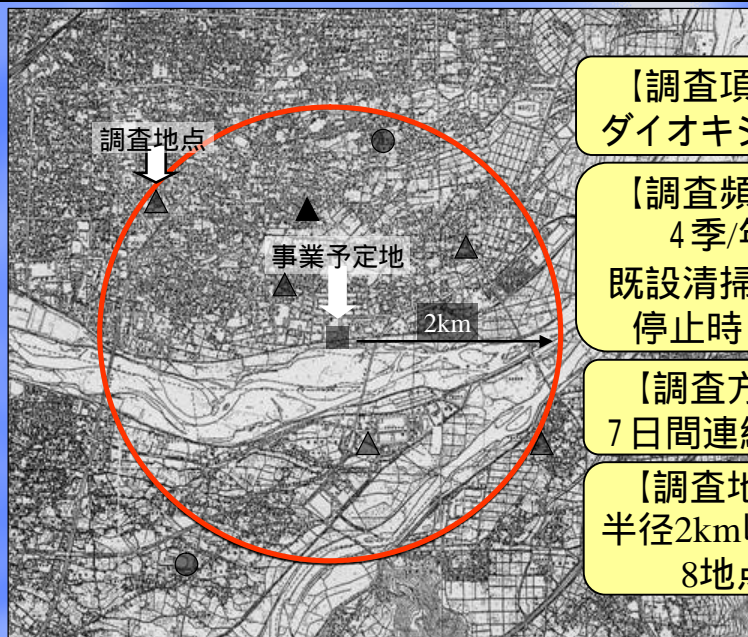 調査地点
事業予定地
2km
【調査項
ダイオキシ
【調査頻
4季/年
既設清掃
停止時
【調査方
7日間連続
【調査地
半径2km以
8地点